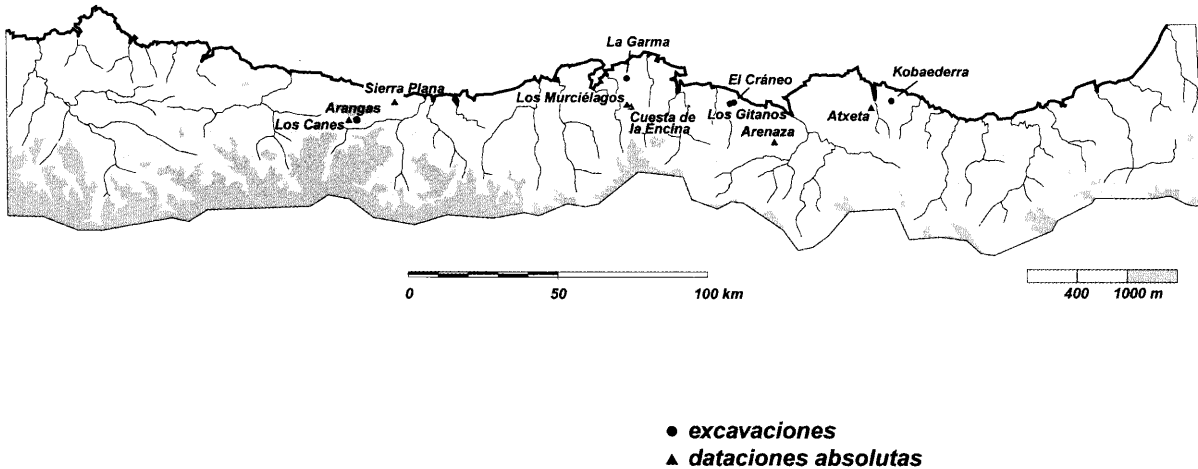 La Garma
Kobaederra
El Cráneo
Sierra Plana
Los Murciélagos
Arangas
Los Gitanos
Cuesta de
la Encina
Atxeta
Los Canes
Arenaza
0 50 100 km
400 1000 m
excavaciones
dataciones absolutas